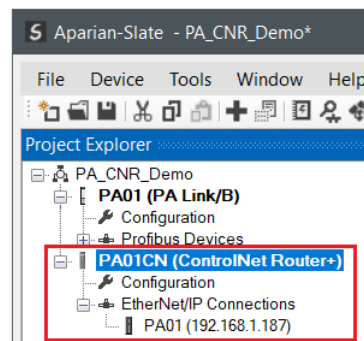 S Aparian-Slate - PA_CNR_Demo*
File Device Tools Window Help
Project Explorer
PA_CNR_Demo
PA01 (PA Link/B)
Configuration
Profibus Devices
PA01CN (ControlNet Router+)
Configuration
EtherNet/IP Connections
PA01 (192.168.1.187)